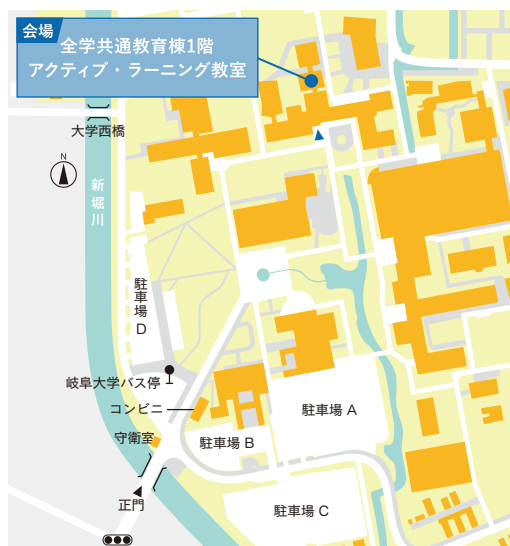 会場
全学共通教育棟1階
アクティブ・ラーニング教室
大学西橋
N
新堀川
駐車場 D
岐阜大学バス停
コンビニ
駐車場 A
守衛室
駐車場 B
正門
駐車場 C